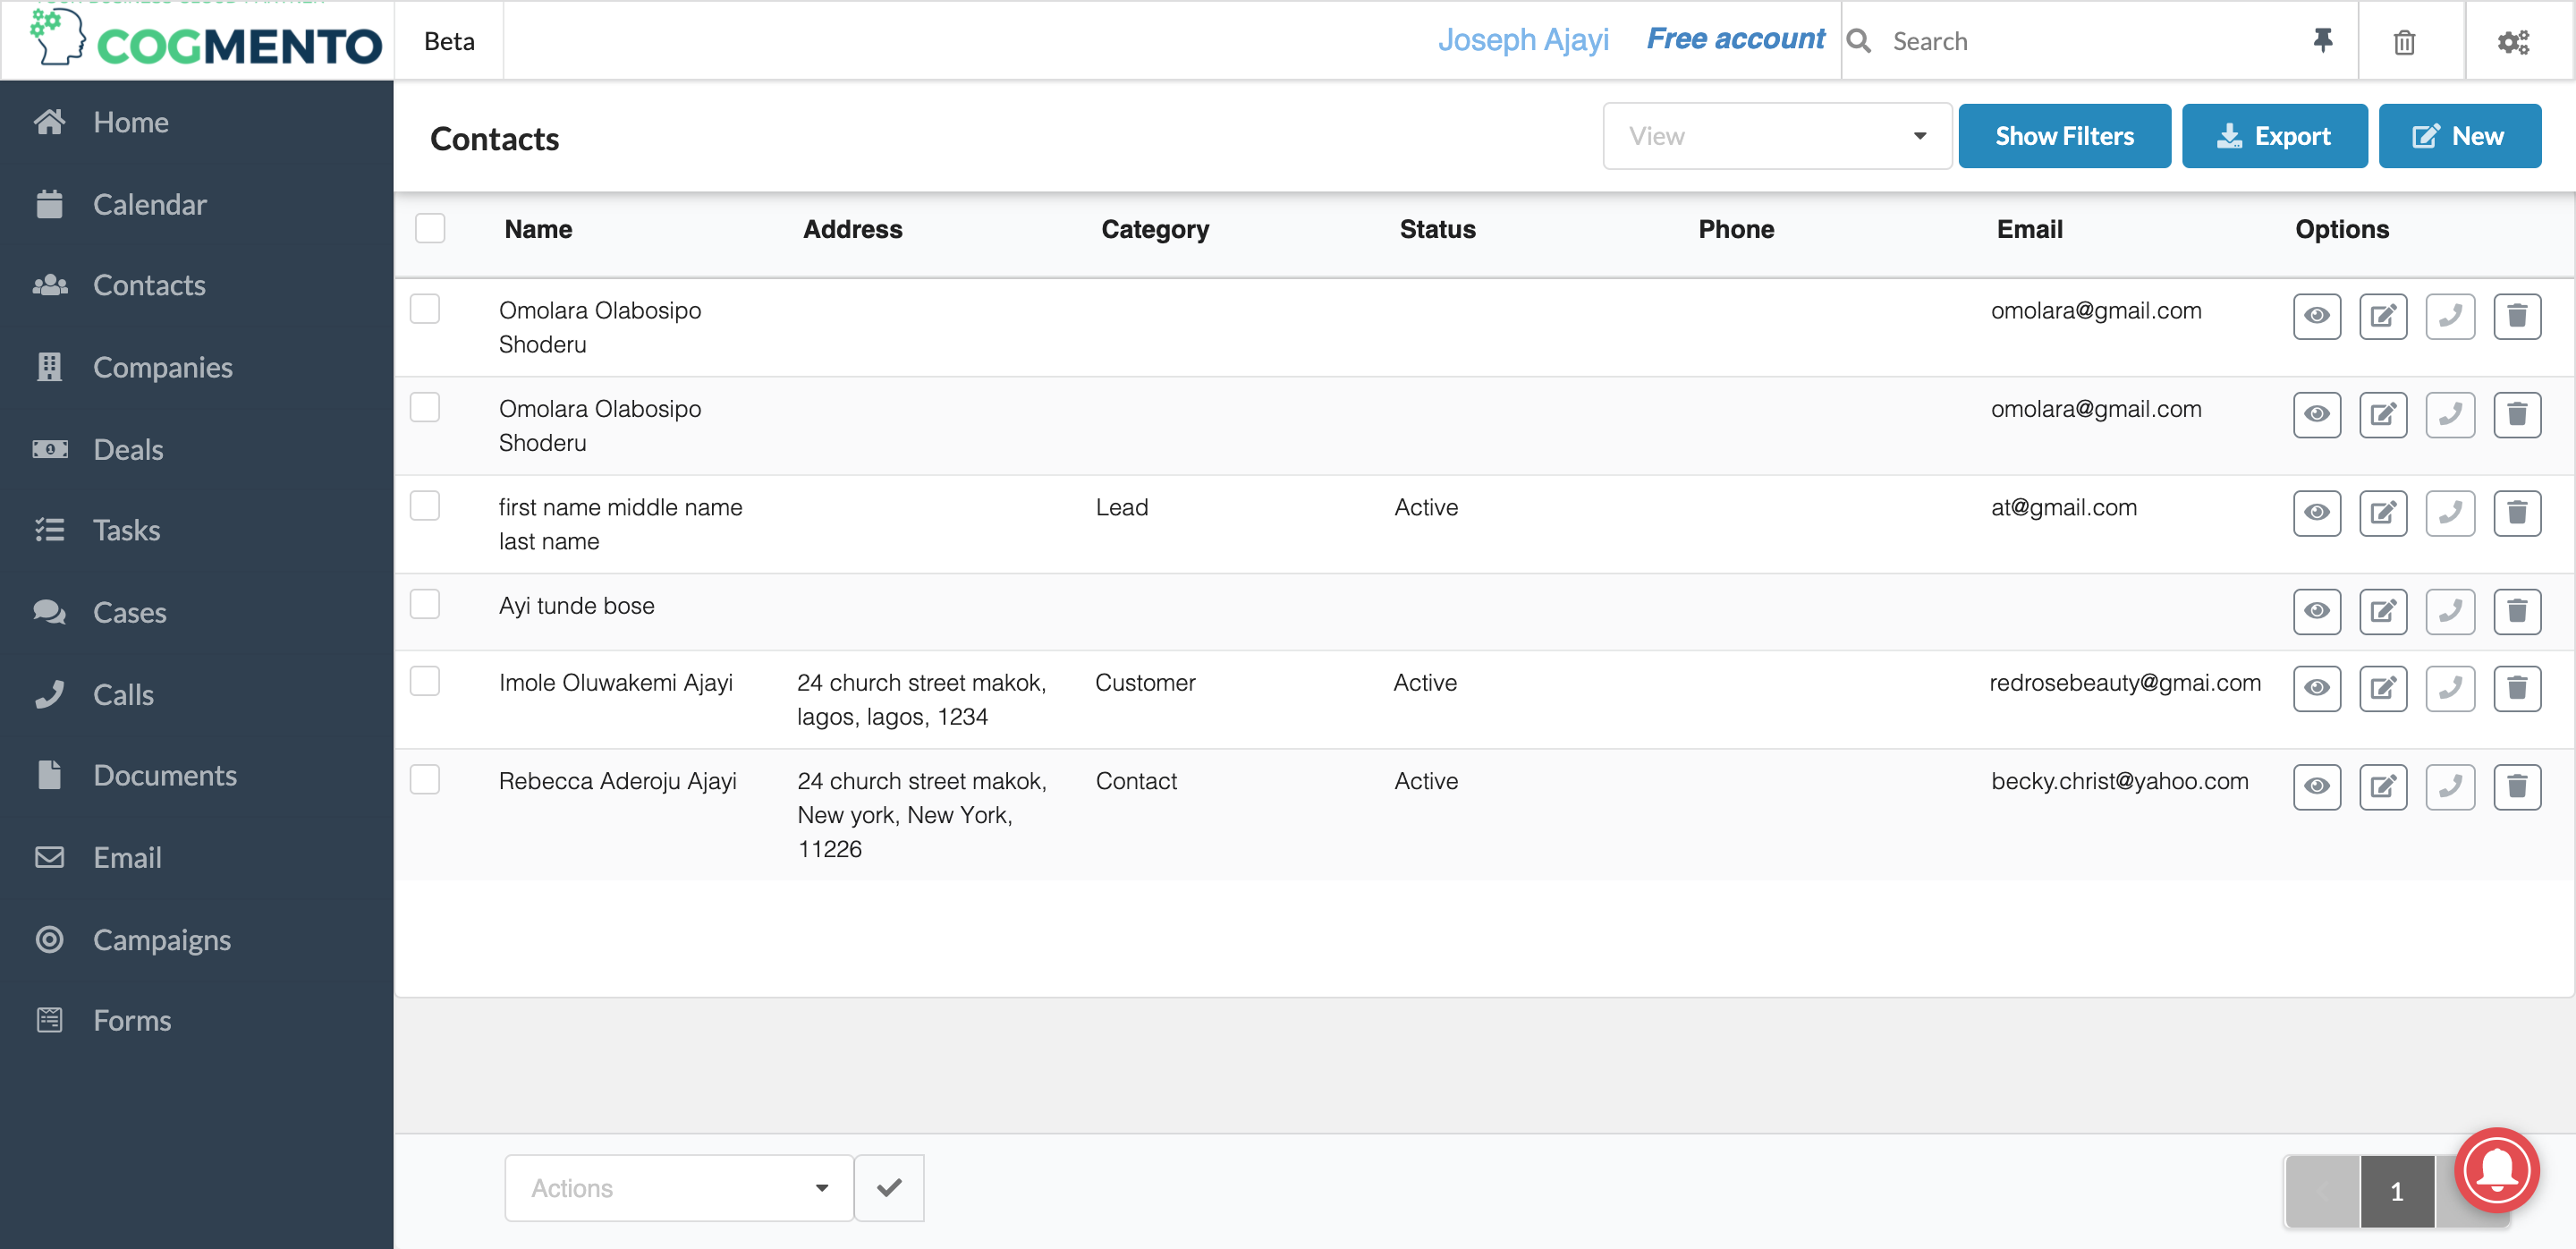 YOUR BUSINESS CLOUD PARTNER
COGMENTO
Beta
Joseph Ajayi
Free account
Search
Home
Calendar
Contacts
Companies
Deals
Tasks
Cases
Calls
Documents
Email
Campaigns
Forms
Contacts
View
Show Filters
Export
New
Name Address Category Status Phone Email Options
Omolara Olabosipo omolara@gmail.com
Shoderu
Omolara Olabosipo omolara@gmail.com
Shoderu
first name middle name Lead Active at@gmail.com
last name
Ayi tunde bose
Imole Oluwakemi Ajayi 24 church street makok, Customer Active redrosebeauty@gmai.com
lagos, lagos, 1234
Rebecca Aderoju Ajayi 24 church street makok, Contact Active becky.christ@yahoo.com
New york, New York,
11226
Actions
1